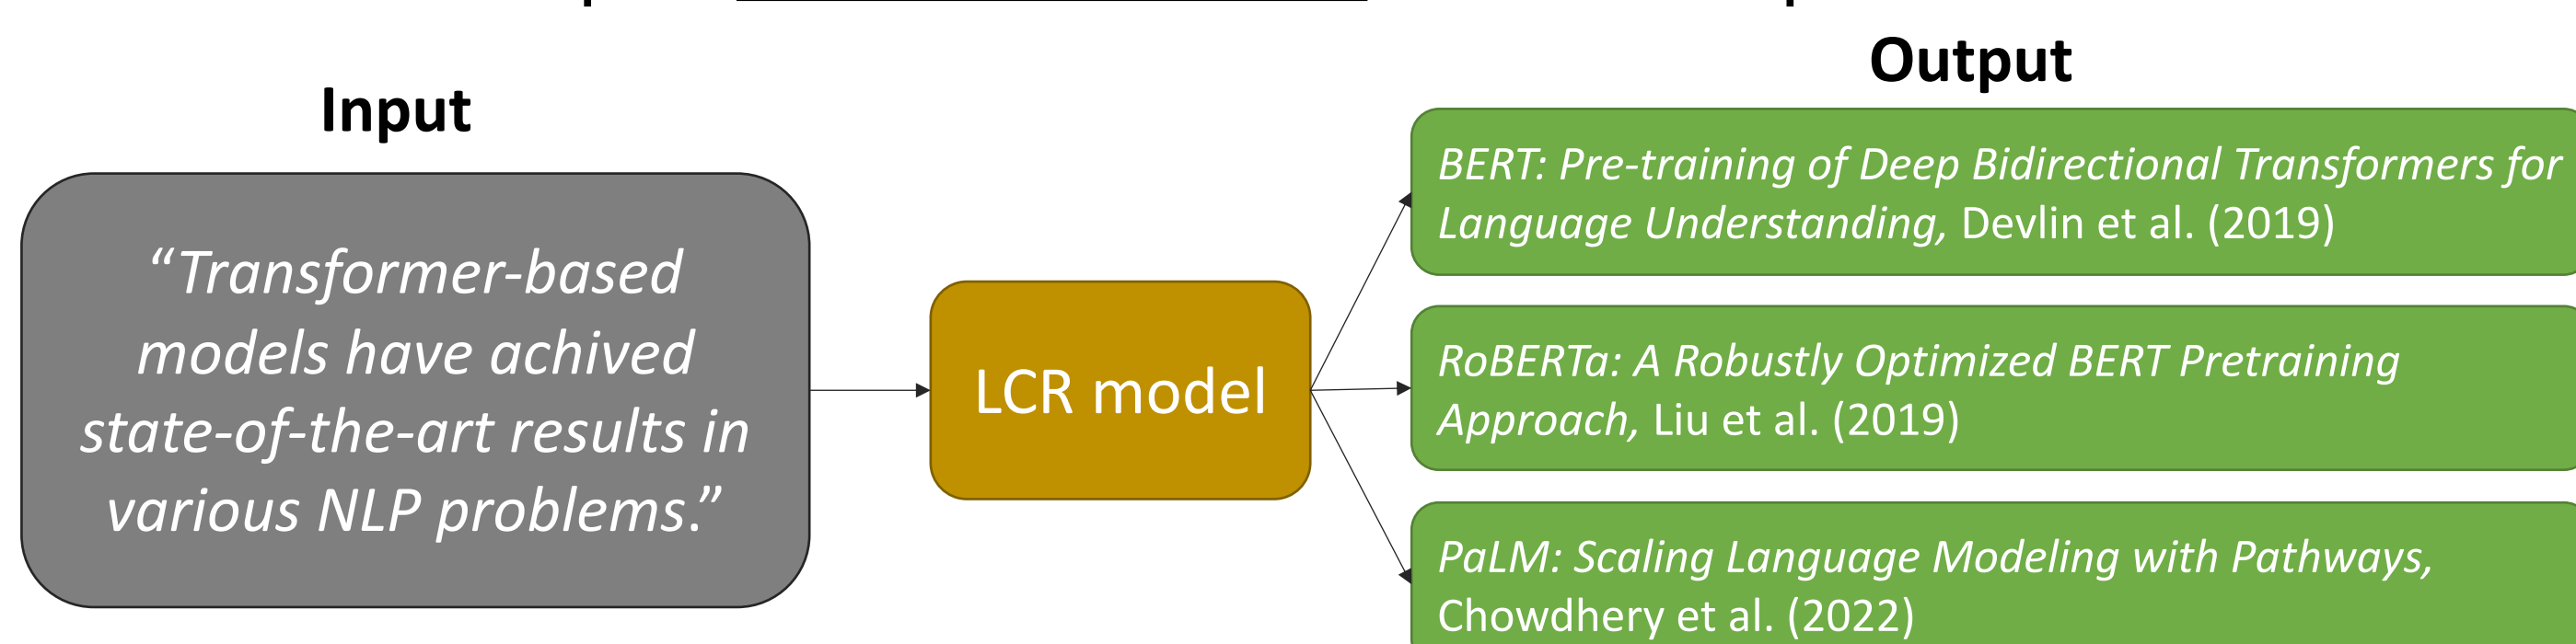 Input
“Transformer-based
models have achived
state-of-the-art results in
various NLP problems.”
LCR model
Output
BERT: Pre-training of Deep Bidirectional Transformers for
Language Understanding, Devlin et al. (2019)
RoBERTa: A Robustly Optimized BERT Pretraining
Approach, Liu et al. (2019)
PaLM: Scaling Language Modeling with Pathways,
Chowdhery et al. (2022)